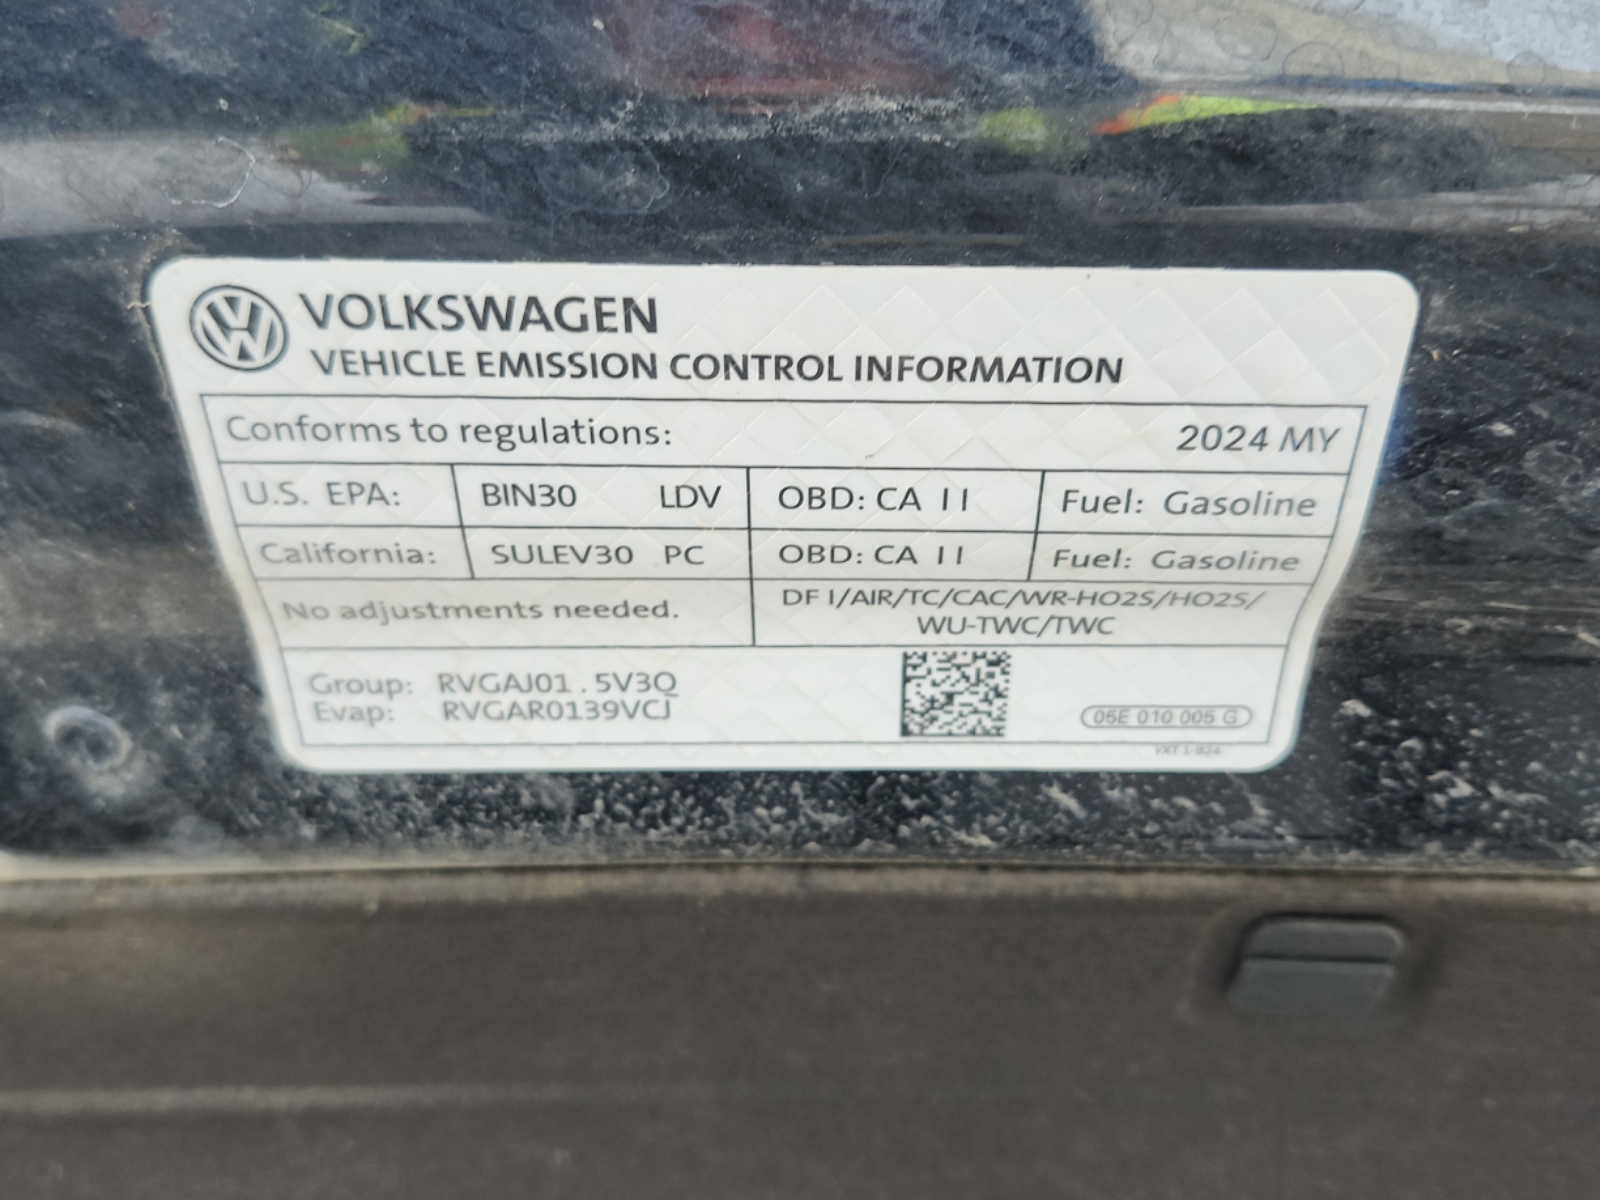 VOLKSWAGEN
VEHICLE EMISSION CONTROL INFORMATION
Conforms to regulations: 2024 MY
U.S. EPA: BIN30 LDV OBD: CA II Fuel: Gasoline
California: SULEV30 PC OBD: CA II Fuel: Gasoline
No adjustments needed. DFI/AIR/TC/CAC/WR-HO2S/HO2S/
WU-TWC/TWC
Group: RVGAJ01.5V3Q
Evap: RVGAR0139VCJ
05E 010 005 G